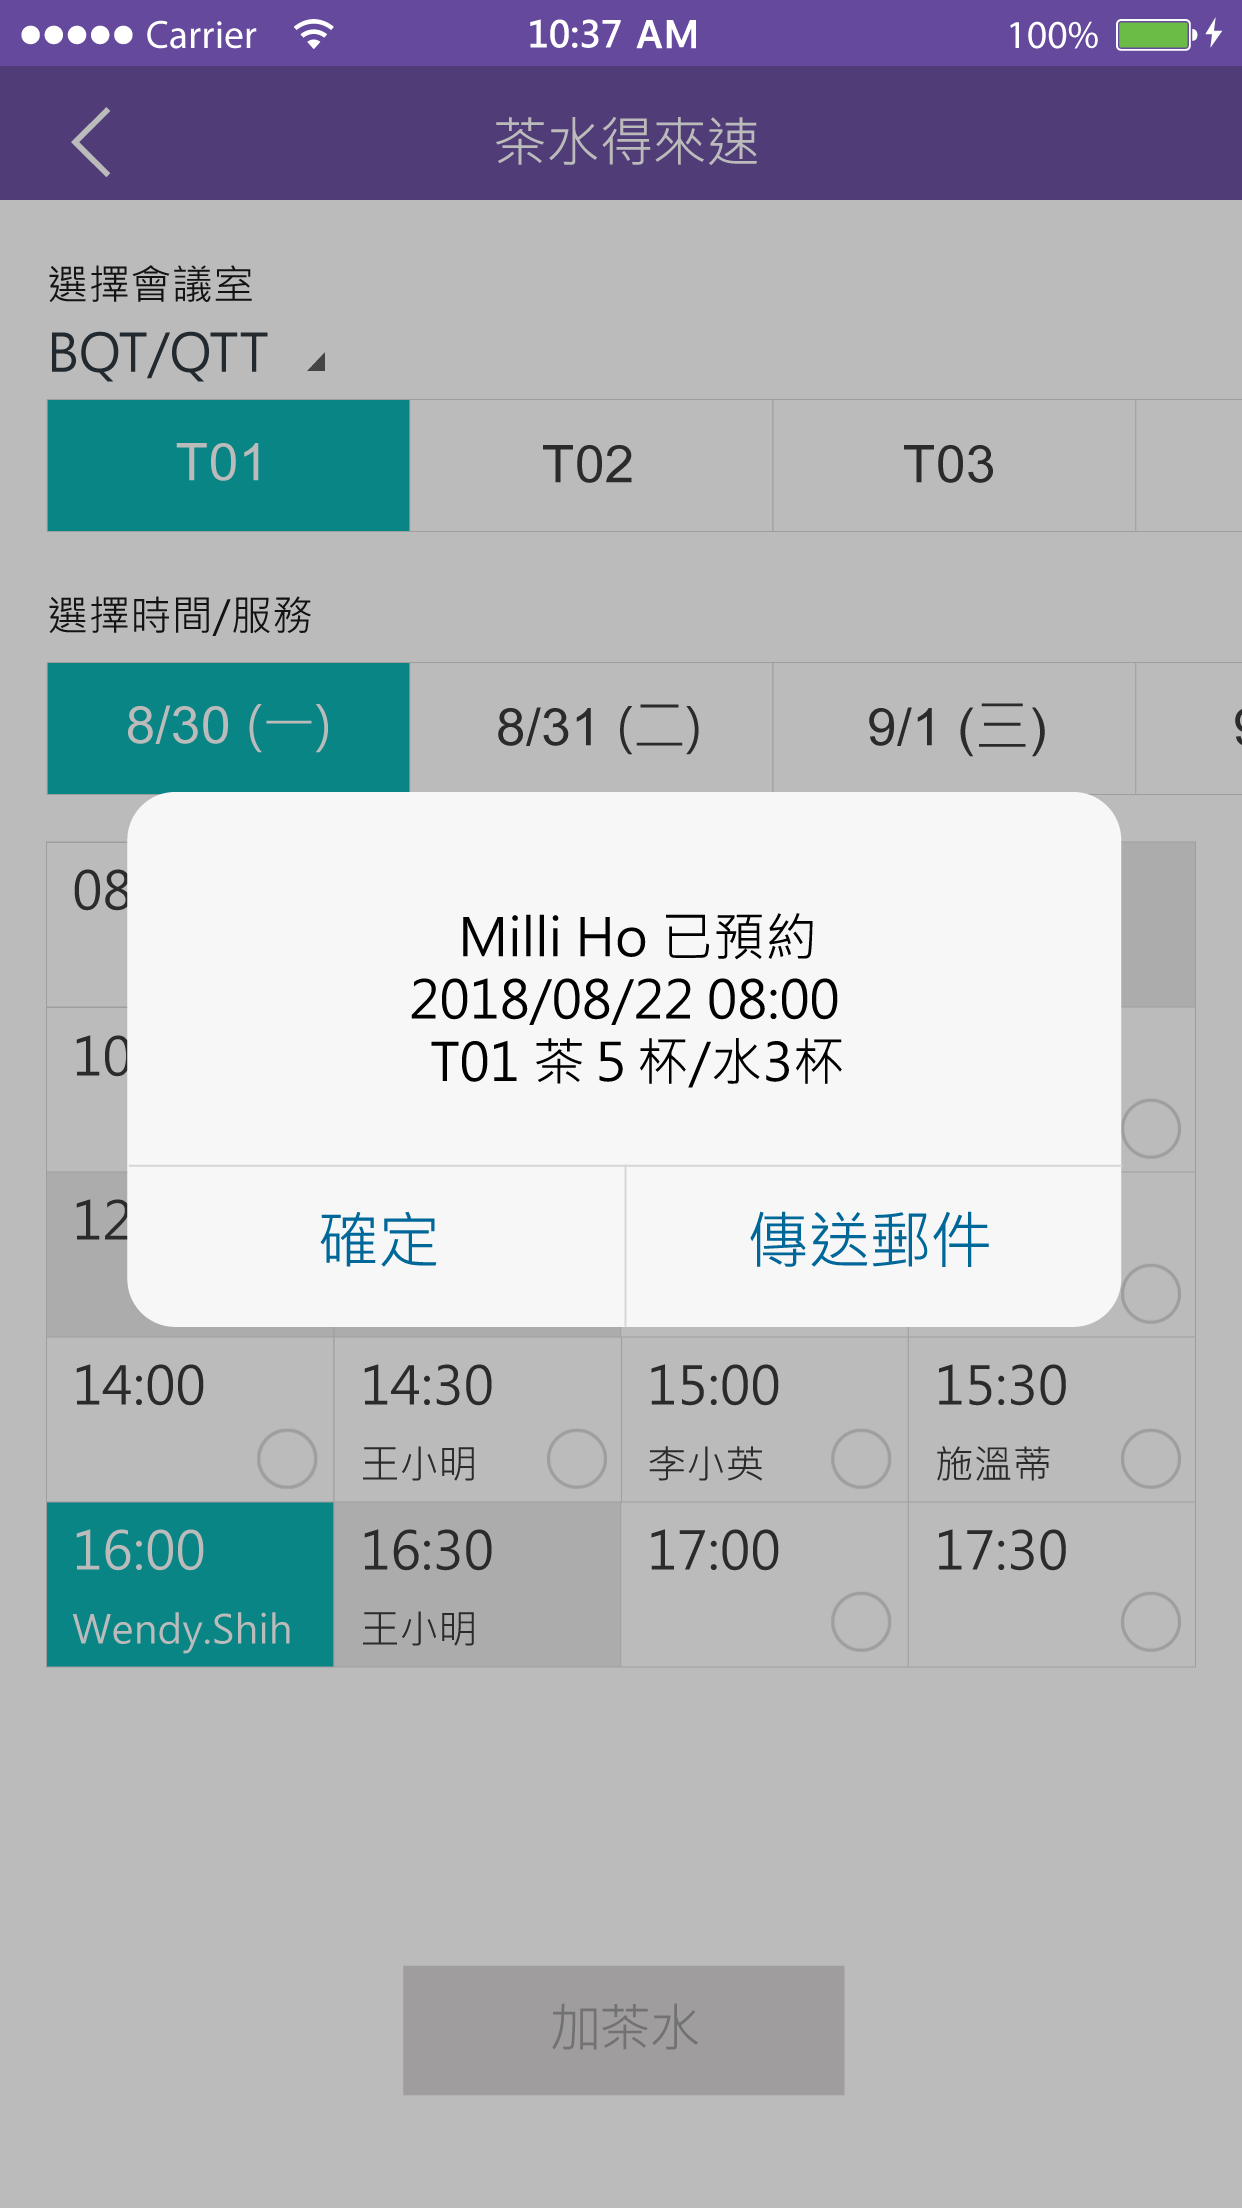 Carrier 10:37 AM 100%
茶水得來速
選擇會議室
BQT/QTT
T01 T02 T03
選擇時間/服務
8/30 (一) 8/31 (二) 9/1 (三)
08
Milli Ho 已預約
2018/08/22 08:00
10
T01 茶 5 杯/水3杯
12
確定 傳送郵件
14:00 14:30 15:00 15:30
王小明 李小英 施溫蒂
16:00 16:30 17:00 17:30
Wendy.Shih 王小明
加茶水